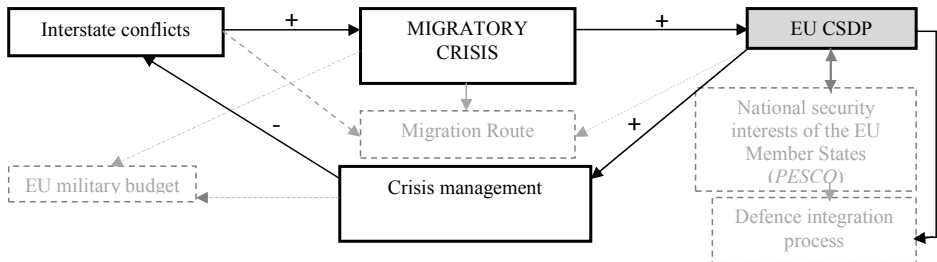 Interstate conflicts
+
MIGRATORY
CRISIS
+
EU CSDP
-
Migration Route
+
National security
interests of the EU
Member States
(PESCO)
EU military budget
Crisis management
Defence integration
process